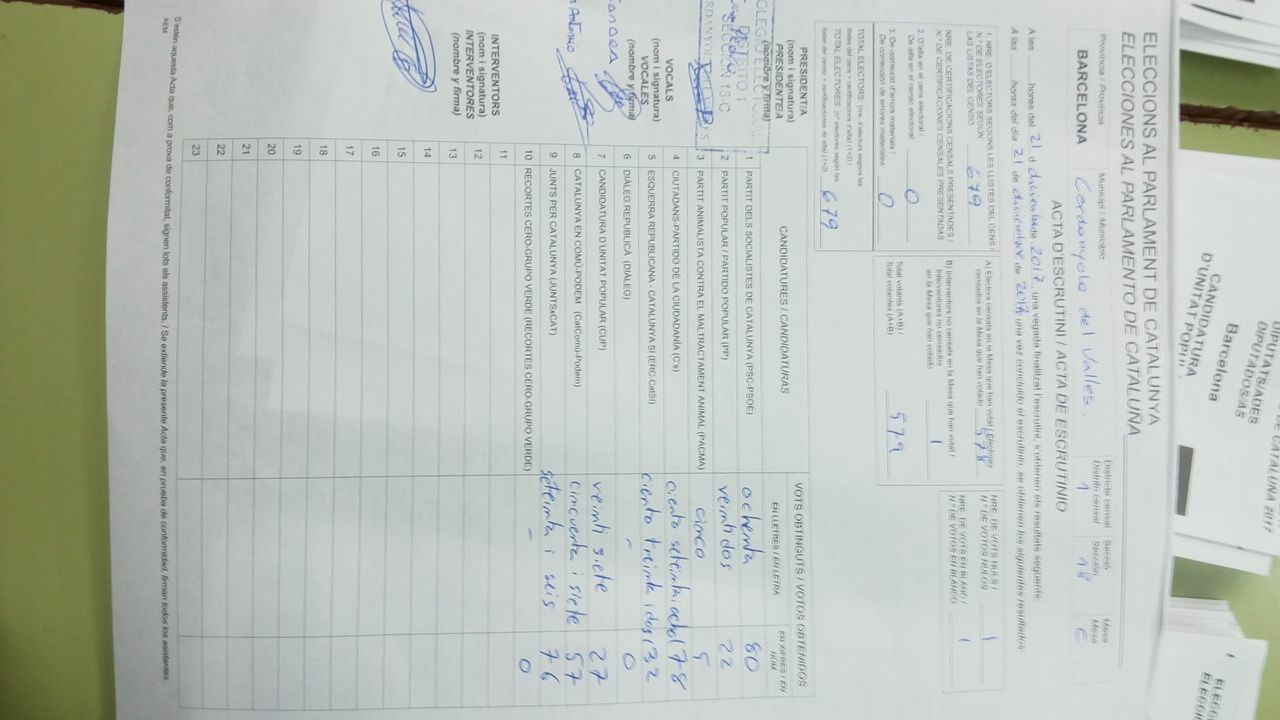 ELECCIONS AL PARLAMENT DE CATALUNYA
ELECCIONES AL PARLAMENTO DE CATALUÑA
Província / Provincia
BARCELONA
Municipi / Municipio
Cerdanyola del Valles.
Districte censal
Distrito censal
1
Secció
Sección
18
Mesa
Mesa
C
ACTA D'ESCRUTINI / ACTA DE ESCRUTINIO
A les ........ hores del 21 d diciembre 2017, una vegada finalitzat l'escrutini, s'obtenen els resultats següents:
A las ........ horas del día 21 de diciembre de 2017, una vez concluido el escrutinio, se obtienen los siguientes resultados:
1. NRE. D'ELECTORS SEGONS LES LLISTES DEL CENS /
N.º DE ELECTORES SEGÚN
LAS LISTAS DEL CENSO
679
NRE. DE CERTIFICACIONS CENSALS PRESENTADES /
N.º DE CERTIFICACIONES CENSALES PRESENTADAS
2. D'alta en el cens electoral /
De alta en el censo electoral:
0
3. De correcció d'errors materials /
De corrección de errores materiales:
0
TOTAL ELECTORS: (nre. d'electors segons les
llistes del cens + certificacions d'alta) (1+2) /
TOTAL ELECTORES: (nº electores según las
listas del censo + certificaciones de alta) (1+2)
679
A) Electors censats en la Mesa que han votat / Electores
censados en la Mesa que han votado
578
B) Interventors no censats en la Mesa que han votat /
Interventores no censados
en la Mesa que han votado
1
Total votants (A+B) /
Total votantes (A+B)
579
NRE. DE VOTS NULS /
N.º DE VOTOS NULOS
1
NRE. DE VOTS EN BLANC /
N.º DE VOTOS EN BLANCO
1
CANDIDATURES / CANDIDATURAS
VOTS OBTINGUTS / VOTOS OBTENIDOS
EN LLETRES / EN LETRA
EN XIFRES / EN NÚM.
1 PARTIT DELS SOCIALISTES DE CATALUNYA (PSC-PSOE) ochenta 80
2 PARTIT POPULAR / PARTIDO POPULAR (PP) veintidos 22
3 PARTIT ANIMALISTA CONTRA EL MALTRACTAMENT ANIMAL (PACMA) cinco 5
4 CIUTADANS-PARTIDO DE LA CIUDADANÍA (C's) ciento setenta i ocho 178
5 ESQUERRA REPUBLICANA - CATALUNYA SÍ (ERC-CatSí) ciento treinta i dos 132
6 DIÀLEG REPUBLICÀ (DIÀLEG) - 0
7 CANDIDATURA D'UNITAT POPULAR (CUP) veinti siete 27
8 CATALUNYA EN COMÚ-PODEM (CatComú-Podem) cincuenta i siete 57
9 JUNTS PER CATALUNYA (JUNTSxCAT) setenta i seis 76
10 RECORTES CERO-GRUPO VERDE (RECORTES CERO-GRUPO VERDE) - 0
11
12
13
14
15
16
17
18
19
20
21
22
23
PRESIDENT/A
(nom i signatura)
PRESIDENTE/A
(nombre y firma)
DISTRITO 1
SECCIÓ 18-C
VOCALS
(nom i signatura)
VOCALES
(nombre y firma)
Antonio
INTERVENTORS
(nom i signatura)
INTERVENTORES
(nombre y firma)
S'estén aquesta Acta que, com a prova de conformitat, signen tots els assistents. / Se extiende la presente Acta que, en prueba de conformidad, firman todos los asistentes.
AEM
DE CATALUÑA 2017
DIPUTATS/ADES
DIPUTADOS/AS
Barcelona
CANDIDATURA
D'UNITAT POPU
ELEGG
ELECCI